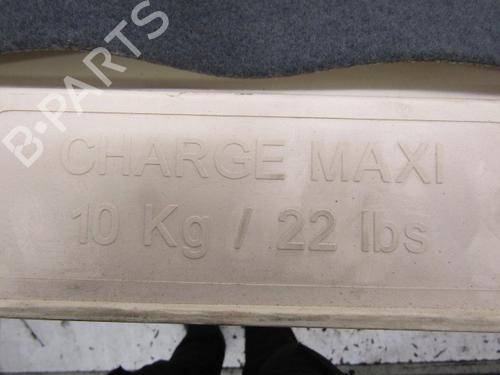 B-PARTS
CHARGE MAXI
10 Kg / 22 lbs